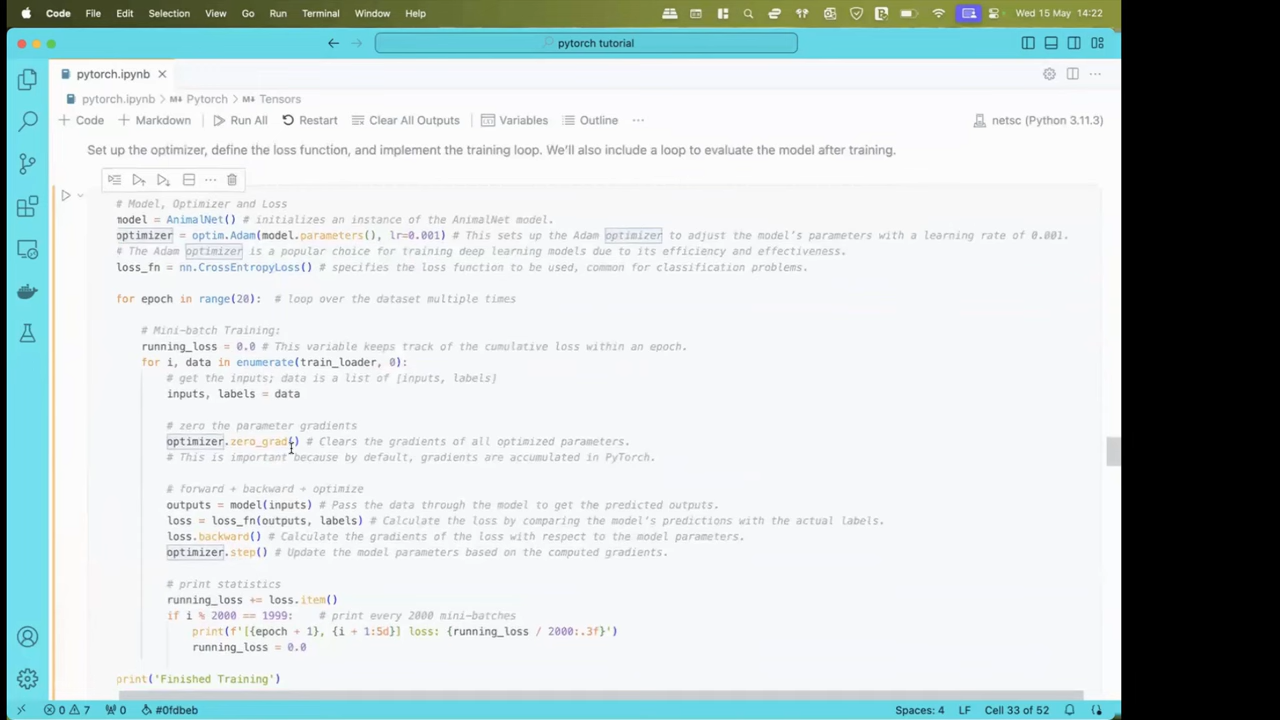 Code File Edit Selection View Go Run Terminal Window Help Wed 15 May 14:22
pytorch tutorial
pytorch.ipynb
pytorch.ipynb > Pytorch > Tensors
+ Code + Markdown Run All Restart Clear All Outputs Variables Outline ... netsc (Python 3.11.3)
Set up the optimizer, define the loss function, and implement the training loop. We'll also include a loop to evaluate the model after training.
# Model, Optimizer and Loss
model = AnimalNet() # initializes an instance of the AnimalNet model.
optimizer = optim.Adam(model.parameters(), lr=0.001) # This sets up the Adam optimizer to adjust the model's parameters with a learning rate of 0.001.
# The Adam optimizer is a popular choice for training deep learning models due to its efficiency and effectiveness.
loss_fn = nn.CrossEntropyLoss() # specifies the loss function to be used, common for classification problems.
for epoch in range(20): # loop over the dataset multiple times
# Mini-batch Training:
running_loss = 0.0 # This variable keeps track of the cumulative loss within an epoch.
for i, data in enumerate(train_loader, 0):
# get the inputs; data is a list of [inputs, labels]
inputs, labels = data
# zero the parameter gradients
optimizer.zero_grad() # Clears the gradients of all optimized parameters.
# This is important because by default, gradients are accumulated in PyTorch.
# forward + backward + optimize
outputs = model(inputs) # Pass the data through the model to get the predicted outputs.
loss = loss_fn(outputs, labels) # Calculate the loss by comparing the model's predictions with the actual labels.
loss.backward() # Calculate the gradients of the loss with respect to the model parameters.
optimizer.step() # Update the model parameters based on the computed gradients.
# print statistics
running_loss += loss.item()
if i % 2000 == 1999: # print every 2000 mini-batches
print(f'[{epoch + 1}, {i + 1:5d}] loss: {running_loss / 2000:.3f}')
running_loss = 0.0
print('Finished Training')
0 7 0 #0fdbeb Spaces: 4 LF Cell 33 of 52